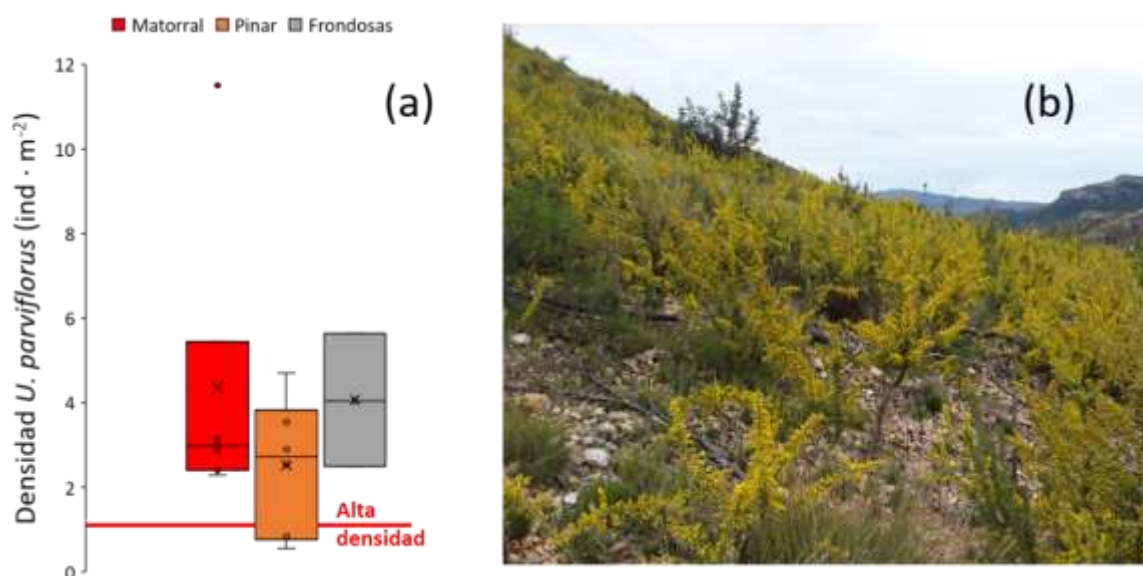 Matorral Pinar Frondosas
(a)
(b)
Densidad U. parviflorus (ind · m⁻²)
12
10
8
6
4
2
0
Alta
densidad